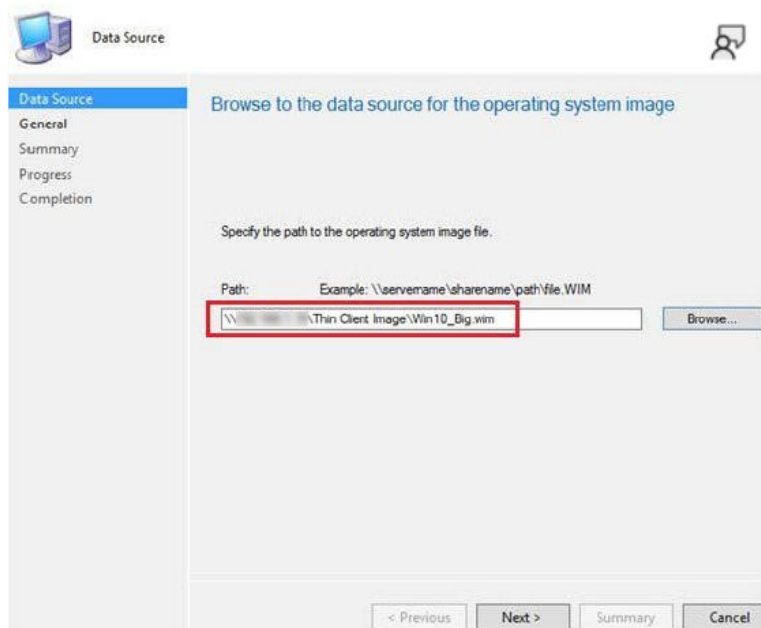 Data Source
Data Source
General
Summary
Progress
Completion
Browse to the data source for the operating system image
Specify the path to the operating system image file.
Path: Example: \\servername\sharename\path\file.WIM
\\ \Thin Client Image\Win10_Big.wim
Browse...
< Previous Next > Summary Cancel